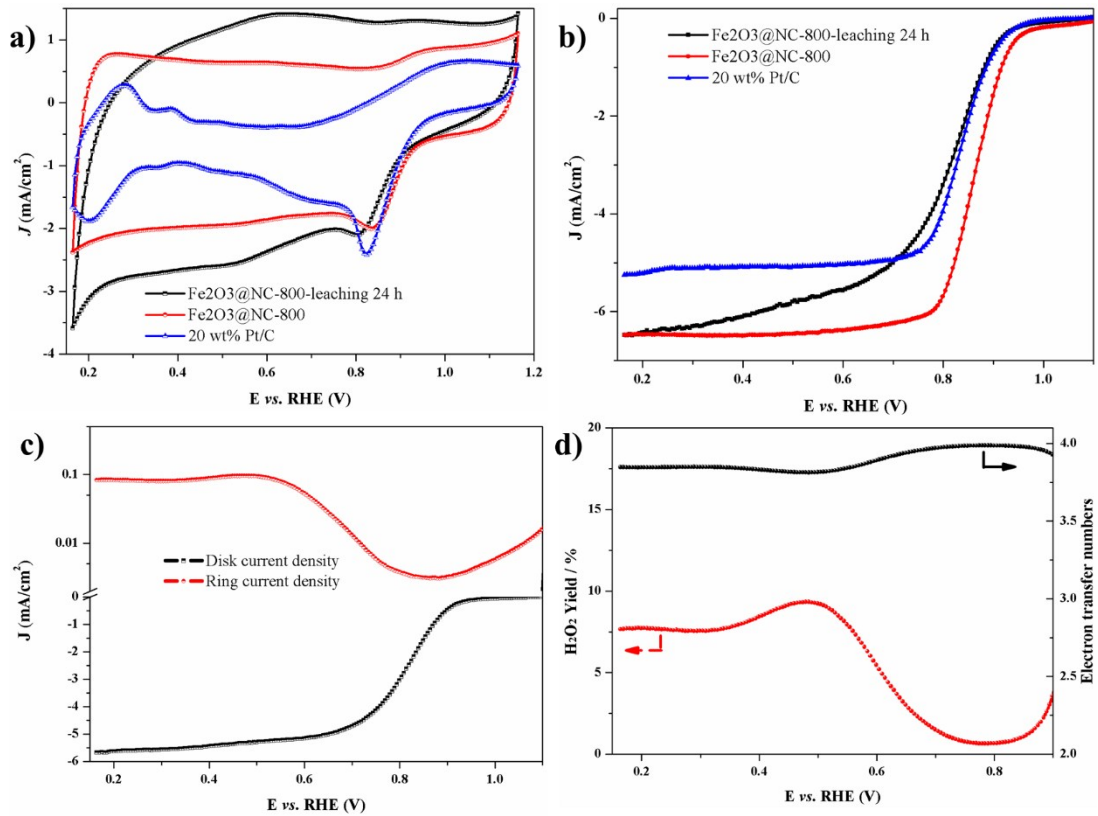 a)
J (mA/cm²)
1
0
-1
-2
-3
-4
Fe2O3@NC-800-leaching 24 h
Fe2O3@NC-800
20 wt% Pt/C
0.2 0.4 0.6 0.8 1.0 1.2
E vs. RHE (V)
b)
J (mA/cm²)
0
-2
-4
-6
Fe2O3@NC-800-leaching 24 h
Fe2O3@NC-800
20 wt% Pt/C
0.2 0.4 0.6 0.8 1.0
E vs. RHE (V)
c)
J (mA/cm²)
0.1
0.01
0
-1
-2
-3
-4
-5
-6
Disk current density
Ring current density
0.2 0.4 0.6 0.8 1.0
E vs. RHE (V)
d)
H₂O₂ Yield / %
20
15
10
5
0
4.0
3.5
3.0
2.5
2.0
Electron transfer numbers
0.2 0.4 0.6 0.8
E vs. RHE (V)